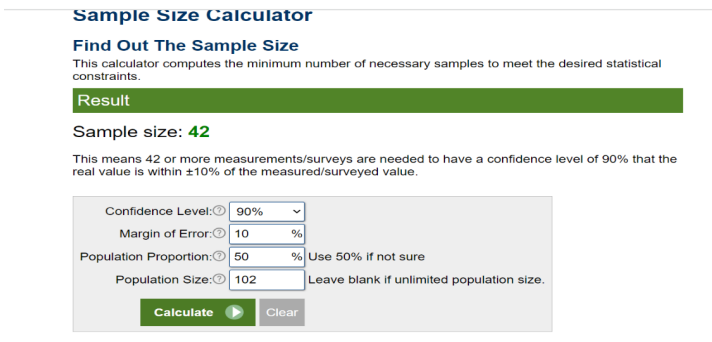 Sample Size Calculator
Find Out The Sample Size
This calculator computes the minimum number of necessary samples to meet the desired statistical
constraints.
Result
Sample size: 42
This means 42 or more measurements/surveys are needed to have a confidence level of 90% that the
real value is within ±10% of the measured/surveyed value.
Confidence Level:? 90%
Margin of Error:? 10 %
Population Proportion:? 50 % Use 50% if not sure
Population Size:? 102 Leave blank if unlimited population size.
Calculate Clear